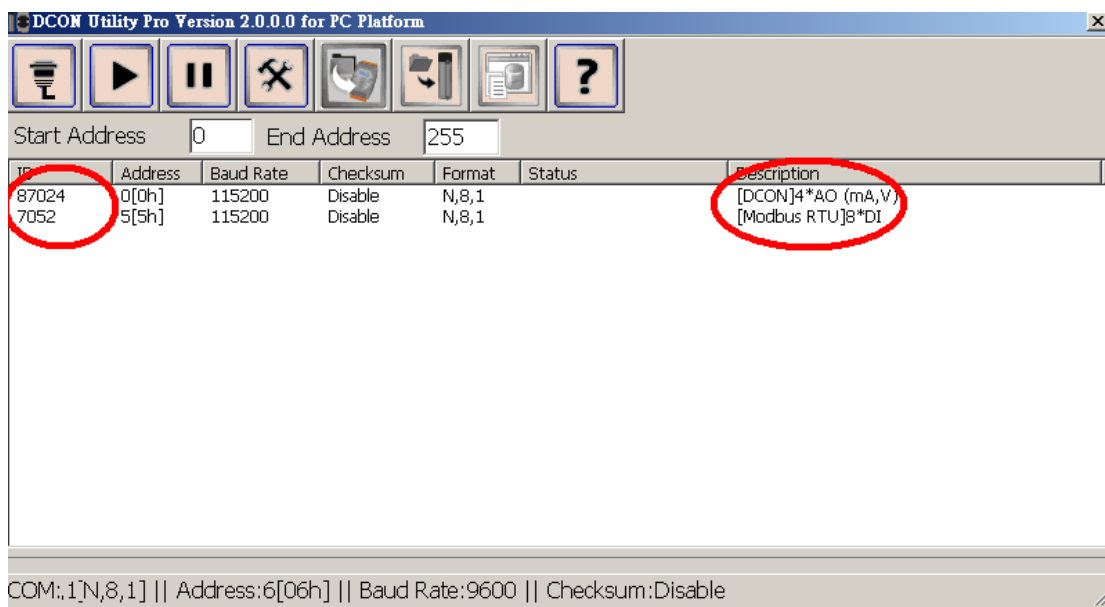 DCON Utility Pro Version 2.0.0.0 for PC Platform
Start Address 0 End Address 255
ID Address Baud Rate Checksum Format Status Description
87024 0[0h] 115200 Disable N,8,1 [DCON]4*AO (mA,V)
7052 5[5h] 115200 Disable N,8,1 [Modbus RTU]8*DI
COM:,1[N,8,1] || Address:6[06h] || Baud Rate:9600 || Checksum:Disable